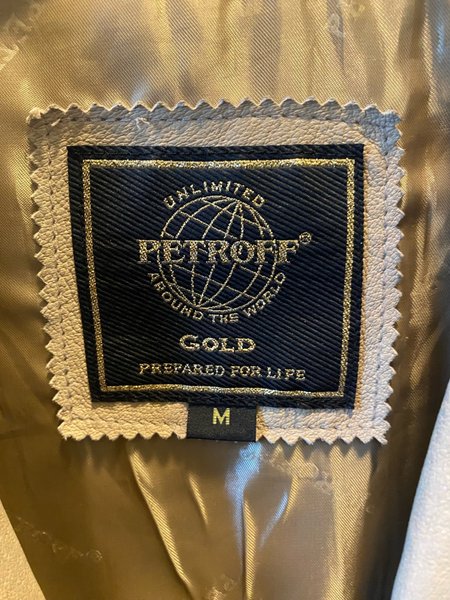 UNLIMITED
PETROFF®
AROUND THE WORLD
GOLD
PREPARED FOR LIFE
M